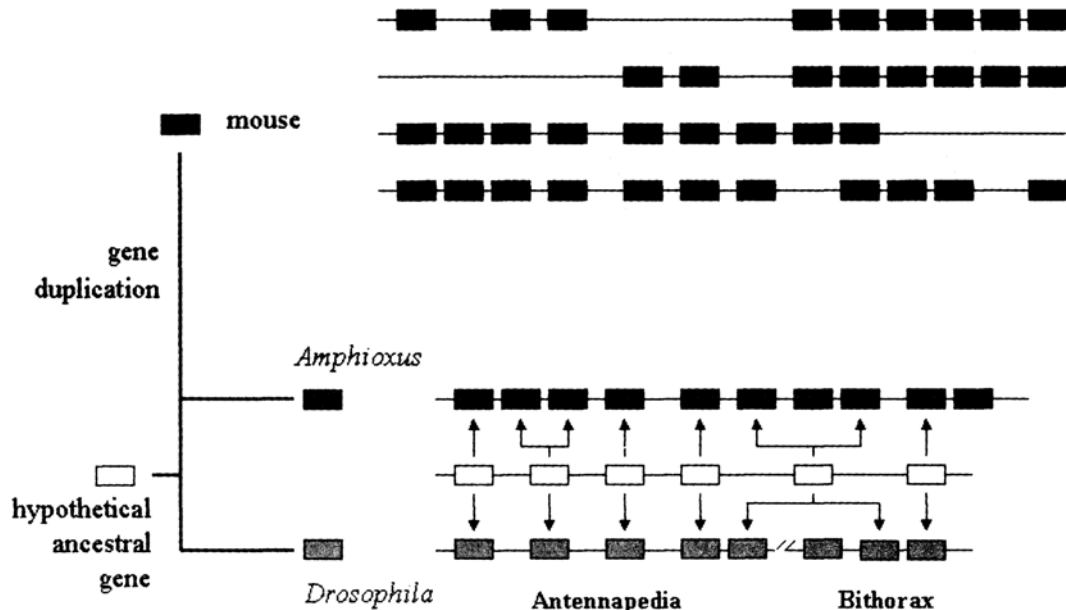 mouse
gene
duplication
Amphioxus
hypothetical
ancestral
gene
Drosophila
Antennapedia
Bithorax